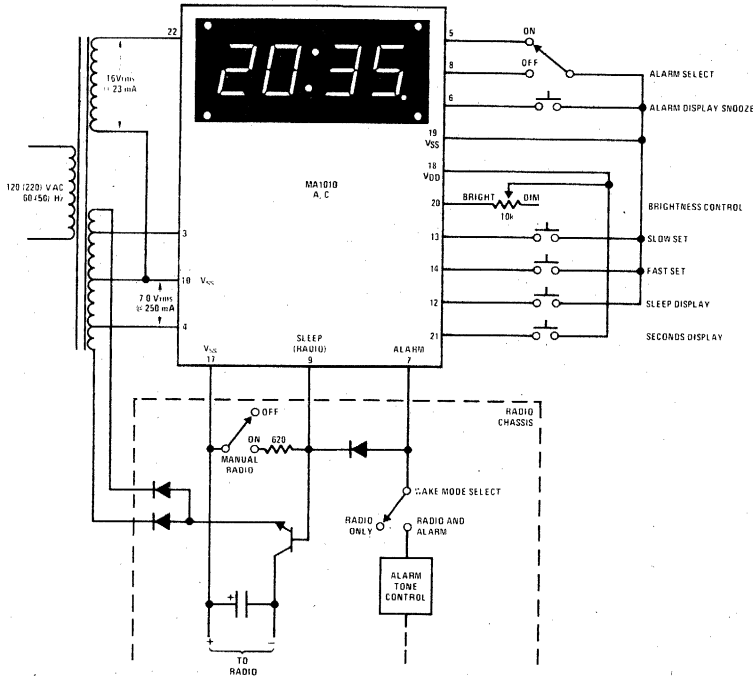 22
20:35.
16 Vrms
23 mA
120 (220) VAC
60 (50) Hz
3
10 VSS
7.0 Vrms
250 mA
4
MA1010
A, C
5
ON
8
OFF
ALARM SELECT
6
ALARM DISPLAY SNOOZE
19
VSS
18
VDD
20
BRIGHT
DIM
10k
BRIGHTNESS CONTROL
13
SLOW SET
14
FAST SET
12
SLEEP DISPLAY
21
SECONDS DISPLAY
VSS
17
SLEEP
(RADIO)
9
ALARM
7
RADIO
CHASSIS
OFF
ON
620
MANUAL
RADIO
WAKE MODE SELECT
RADIO
ONLY
RADIO AND
ALARM
ALARM
TONE
CONTROL
+
+
−
TO
RADIO